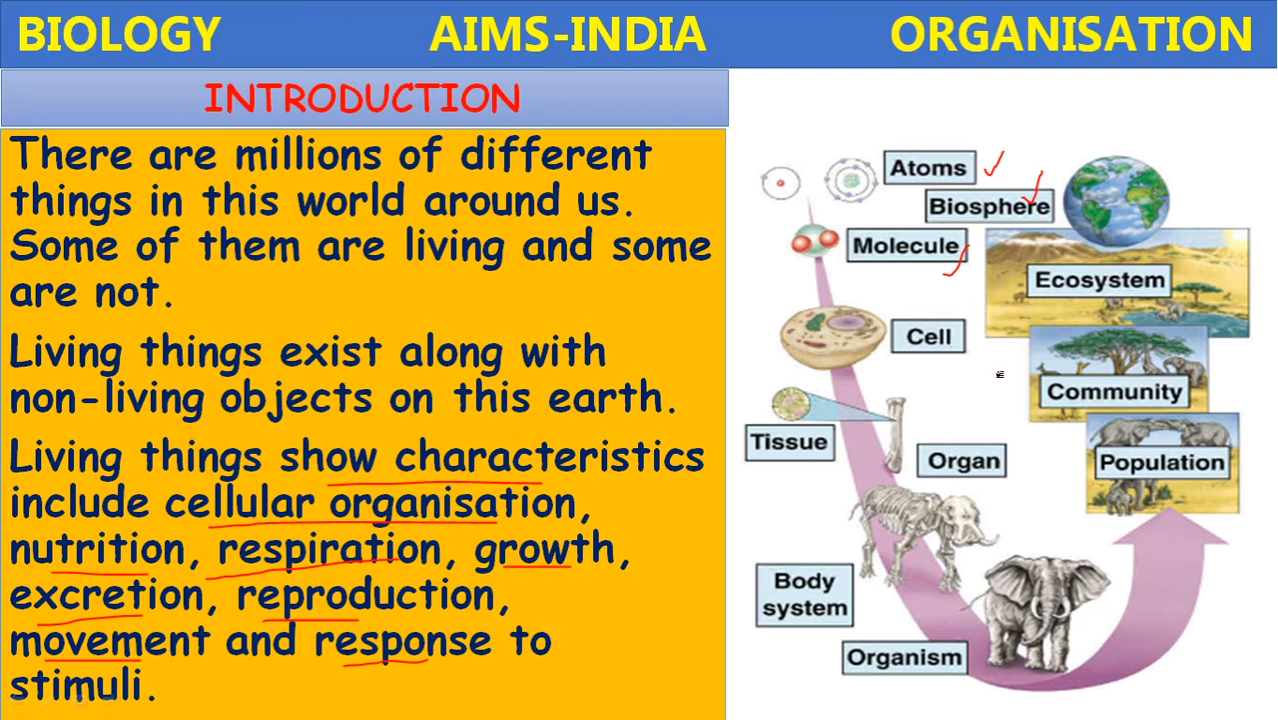 BIOLOGY AIMS-INDIA ORGANISATION
INTRODUCTION
There are millions of different
things in this world around us.
Some of them are living and some
are not.
Living things exist along with
non-living objects on this earth.
Living things show characteristics
include cellular organisation,
nutrition, respiration, growth,
excretion, reproduction,
movement and response to
stimuli.
Atoms
Biosphere
Molecule
Ecosystem
Cell
Community
Tissue
Organ
Population
Body
system
Organism